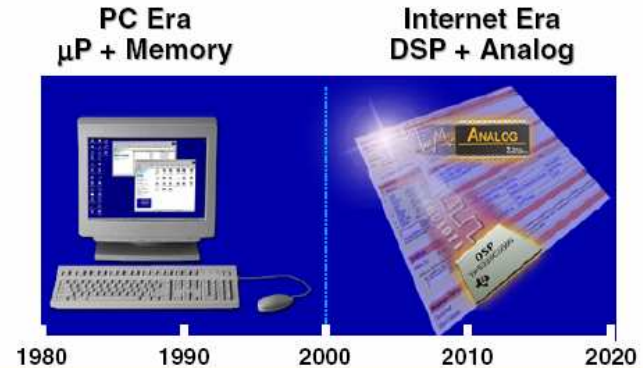 PC Era
μP + Memory
Internet Era
DSP + Analog
ANALOG
DSP
1980
1990
2000
2010
2020